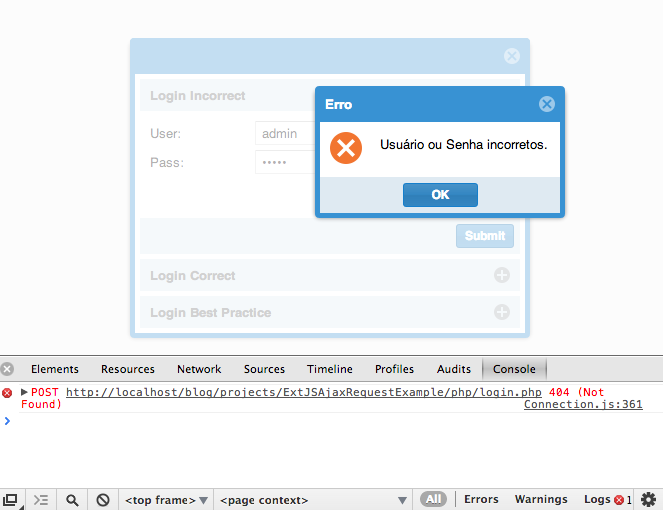 Login Incorrect
Erro
User:
admin
Usuário ou Senha incorretos.
Pass:
•••••
OK
Submit
Login Correct
Login Best Practice
Elements Resources Network Sources Timeline Profiles Audits Console
POST http://localhost/blog/projects/ExtJSAjaxRequestExample/php/login.php 404 (Not
Found) Connection.js:361
<top frame> <page context> All Errors Warnings Logs 1